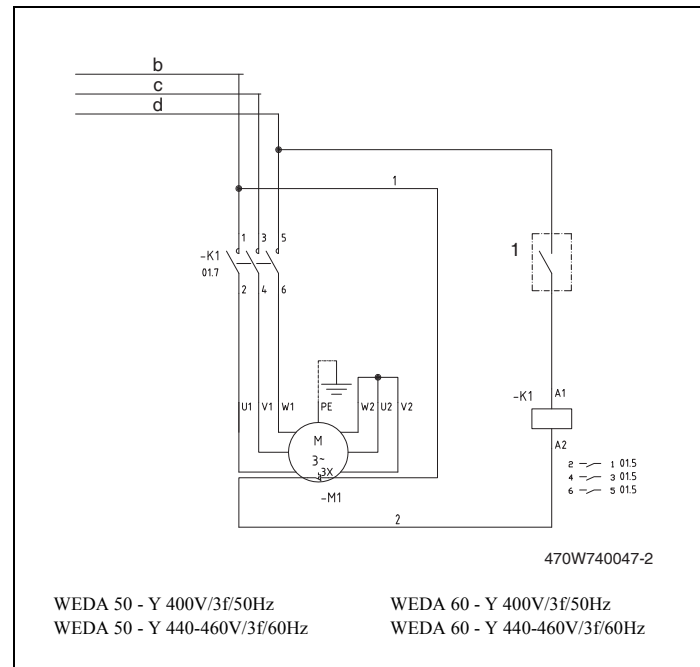 b
c
d
1
1 3 5
-K1
01.7
2 4 6
1
U1 V1 W1 PE W2 U2 V2
M
3~
3X
-M1
-K1
A1
A2
2 1 01.5
4 3 01.5
6 5 01.5
2
470W740047-2
WEDA 50 - Y 400V/3f/50Hz
WEDA 50 - Y 440-460V/3f/60Hz
WEDA 60 - Y 400V/3f/50Hz
WEDA 60 - Y 440-460V/3f/60Hz